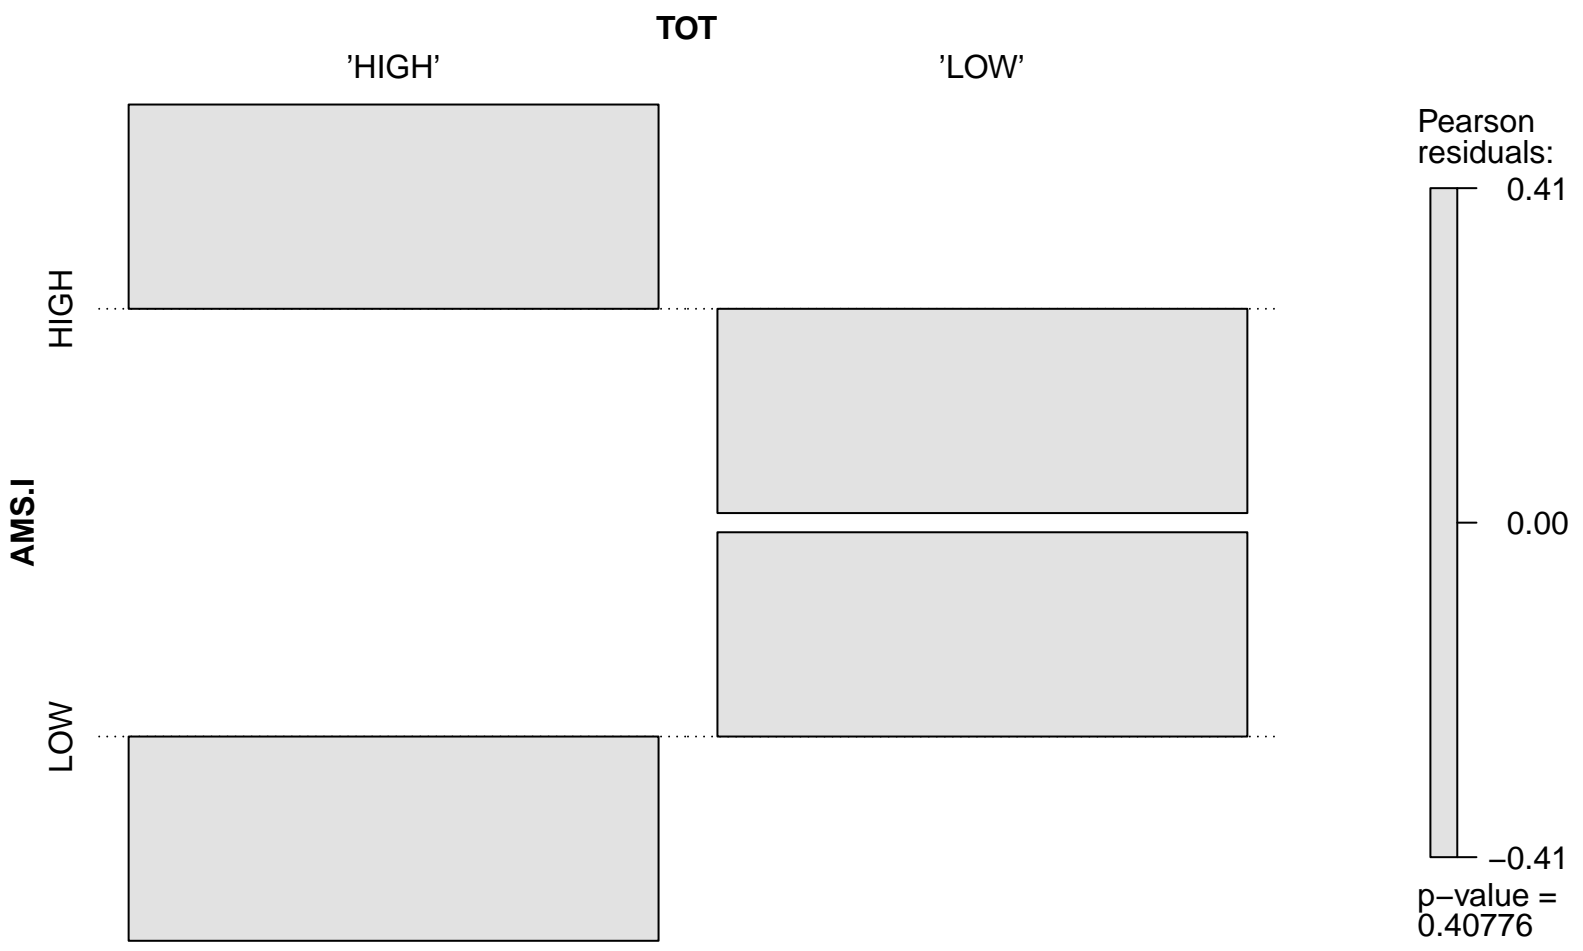 TOT
’HIGH’
’LOW’
AMS.I
HIGH
LOW
Pearson
residuals:
0.41
0.00
−0.41
p−value =
0.40776